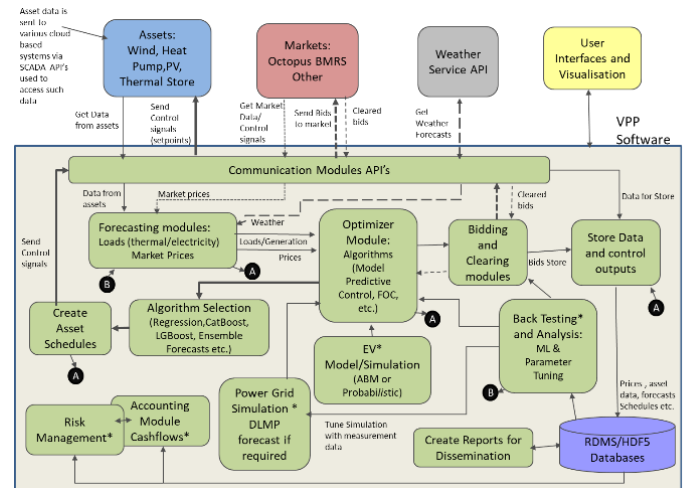 Asset data is
sent to
various cloud
based
systems via
SCADA API's
used to
access such
data
Assets:
Wind, Heat
Pump,PV,
Thermal Store
Markets:
Octopus BMRS
Other
Weather
Service API
User
Interfaces and
Visualisation
Get Data
from assets
Send
Control
signals
(setpoints)
Get Market
Data/
Control
signals
Send Bids
to market
Cleared
bids
Get
Weather
Forecasts
VPP
Software
Communication Modules API's
Data from
assets
Market prices
Weather
Cleared
bids
Data for Store
Send
Control
signals
Forecasting modules:
Loads (thermal/electricity)
Market Prices
Loads/Generation
Prices
Optimizer
Module:
Algorithms
(Model
Predictive
Control, FOC,
etc.)
Bidding
and
Clearing
modules
Bids Store
Store Data
and control
outputs
B
A
A
A
Create
Asset
Schedules
Algorithm Selection
(Regression,CatBoost,
LGBoost, Ensemble
Forecasts etc.)
EV*
Model/Simulation
(ABM or
Probabilistic)
Back Testing*
and Analysis:
ML &
Parameter
Tuning
A
B
Power Grid
Simulation *
DLMP
forecast if
required
Tune Simulation
with measurement
data
Prices , asset
data, forecasts
Schedules etc.
Risk
Management*
Accounting
Module
Cashflows*
Create Reports for
Dissemination
RDMS/HDF5
Databases